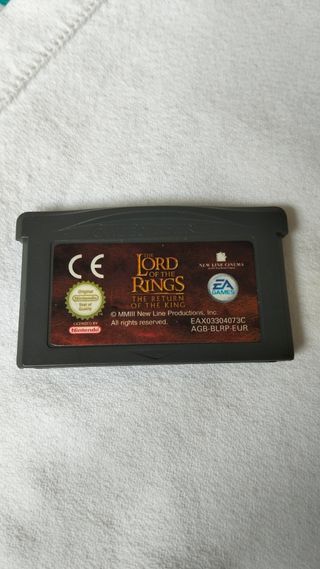 CE
THE
LORD
OF THE
RINGS
THE RETURN
OF THE KING
NEW LINE CINEMA
Original
Nintendo
Seal of
Quality
EA
GAMES
LICENSED BY
Nintendo
© MMIII New Line Productions, Inc.
All rights reserved.
EAX03304073C
AGB-BLRP-EUR